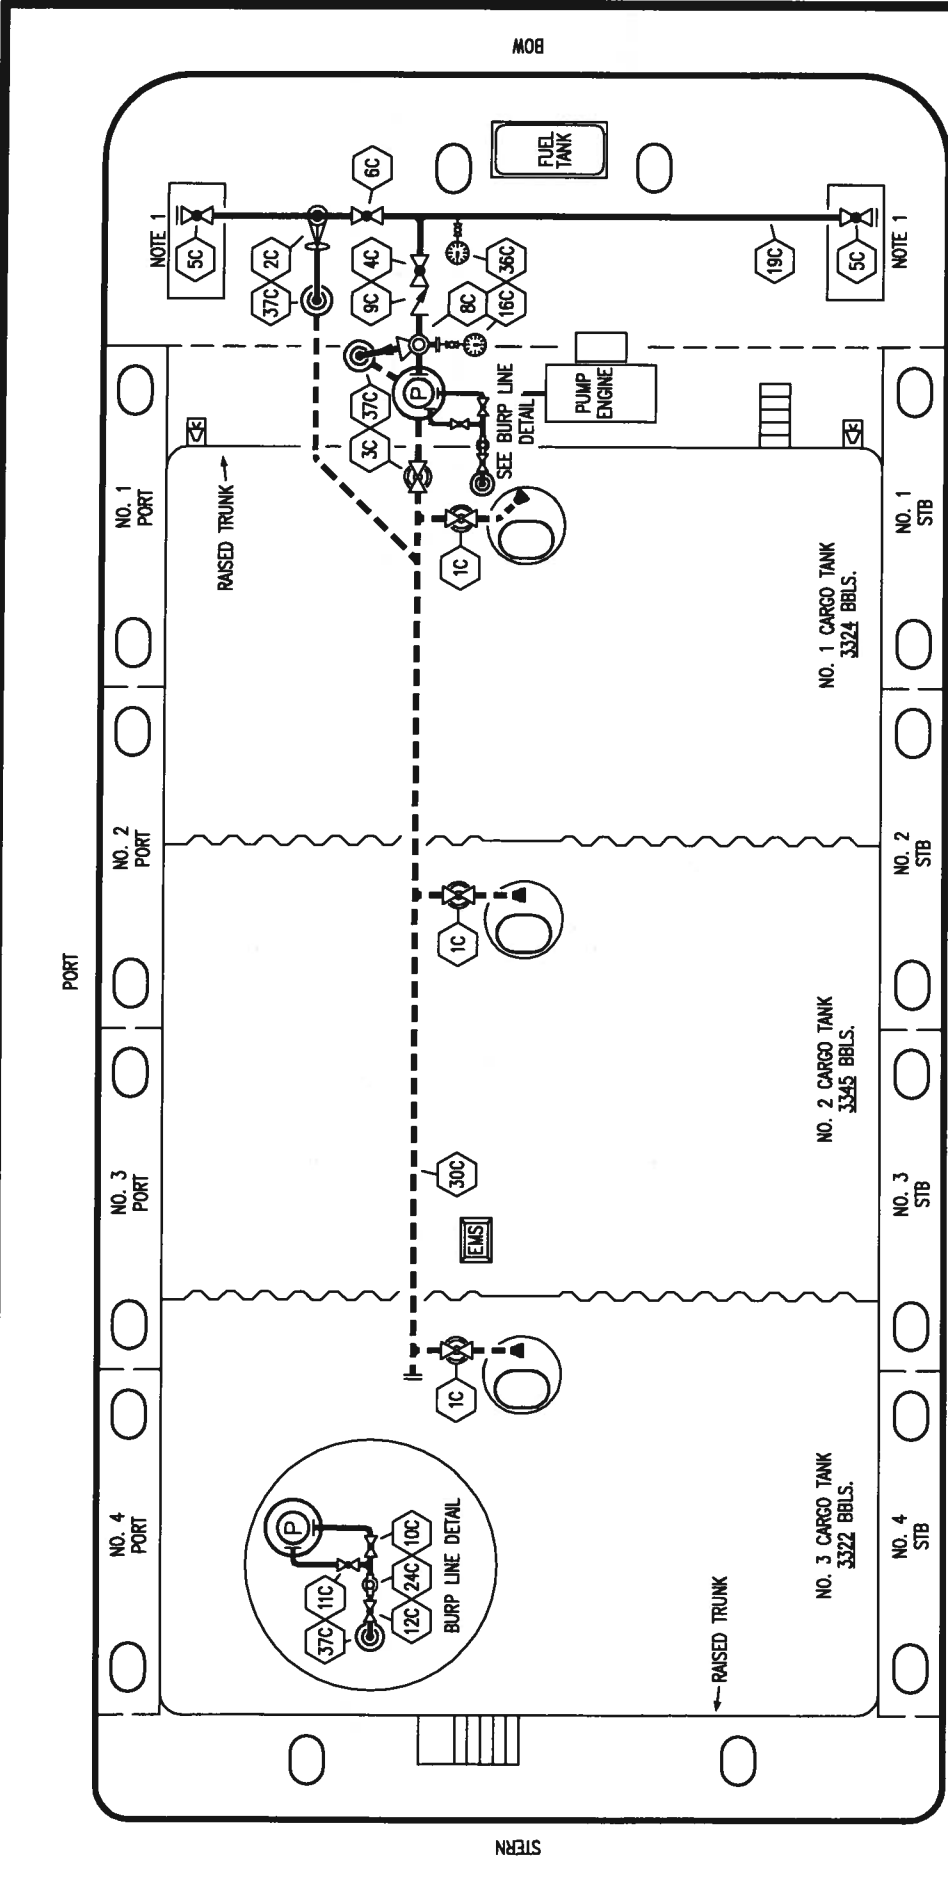 BOW
FUEL
TANK
NOTE 1
5C
2C
37C
6C
4C
9C
36C
8C
16C
19C
5C
NOTE 1
37C
3C
P
SEE BURP LINE
DETAIL
PUMP
ENGINE
1C
RAISED TRUNK
NO. 1
PORT
NO. 1
STB
NO. 1 CARGO TANK
3324 BBLS.
NO. 2
PORT
NO. 2
STB
1C
PORT
NO. 2 CARGO TANK
3345 BBLS.
NO. 3
PORT
30C
EMS
NO. 3
STB
1C
NO. 4
PORT
P
11C
37C
10C
24C
12C
BURP LINE DETAIL
NO. 3 CARGO TANK
3322 BBLS.
NO. 4
STB
RAISED TRUNK
STERN